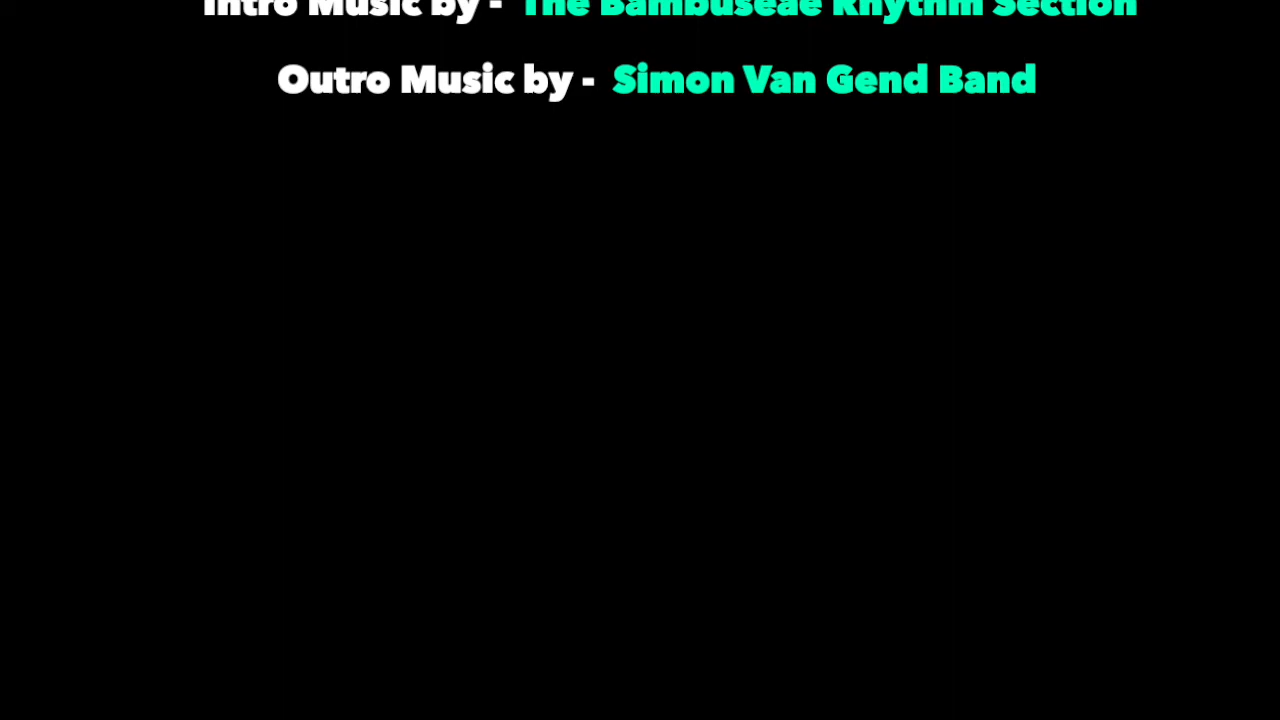 Intro Music by - The Bambuseae Rhythm Section
Outro Music by - Simon Van Gend Band